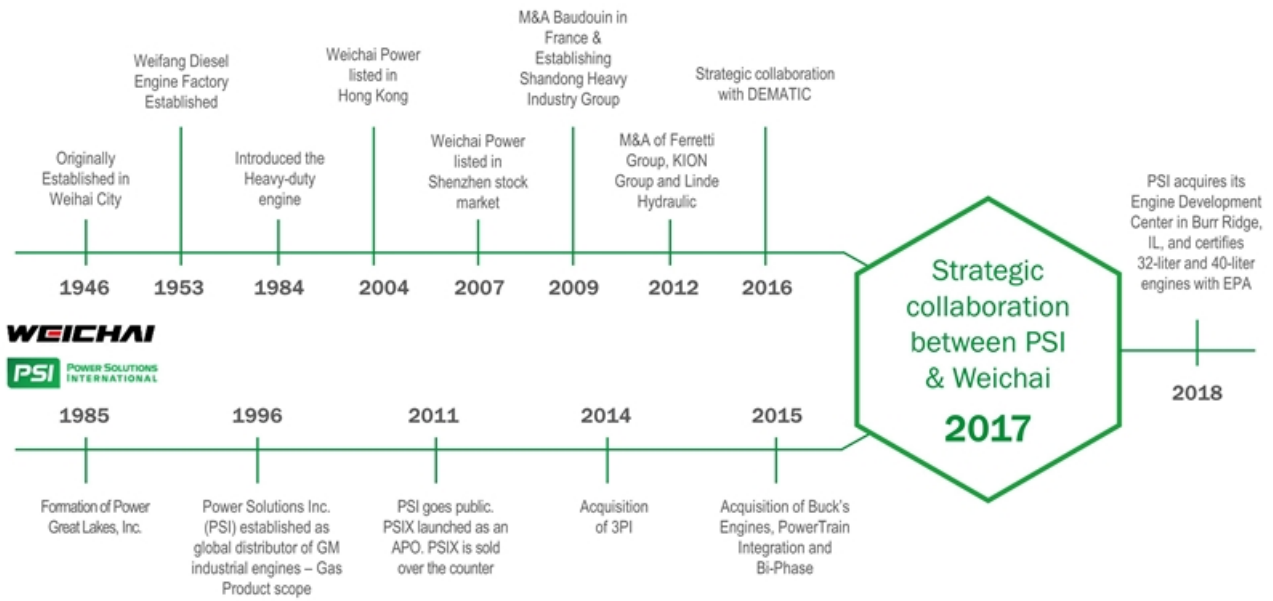 Originally
Established in
Weihai City
1946
Weifang Diesel
Engine Factory
Established
1953
Introduced the
Heavy-duty
engine
1984
Weichai Power
listed in
Hong Kong
2004
Weichai Power
listed in
Shenzhen stock
market
2007
M&A Baudouin in
France &
Establishing
Shandong Heavy
Industry Group
2009
M&A of Ferretti
Group, KION
Group and Linde
Hydraulic
2012
Strategic collaboration
with DEMATIC
2016
WEICHAI
PSI
POWER SOLUTIONS
INTERNATIONAL
1985
Formation of Power
Great Lakes, Inc.
1996
Power Solutions Inc.
(PSI) established as
global distributor of GM
industrial engines – Gas
Product scope
2011
PSI goes public.
PSIX launched as an
APO. PSIX is sold
over the counter
2014
Acquisition
of 3PI
2015
Acquisition of Buck's
Engines, PowerTrain
Integration and
Bi-Phase
Strategic
collaboration
between PSI
& Weichai
2017
PSI acquires its
Engine Development
Center in Burr Ridge,
IL, and certifies
32-liter and 40-liter
engines with EPA
2018